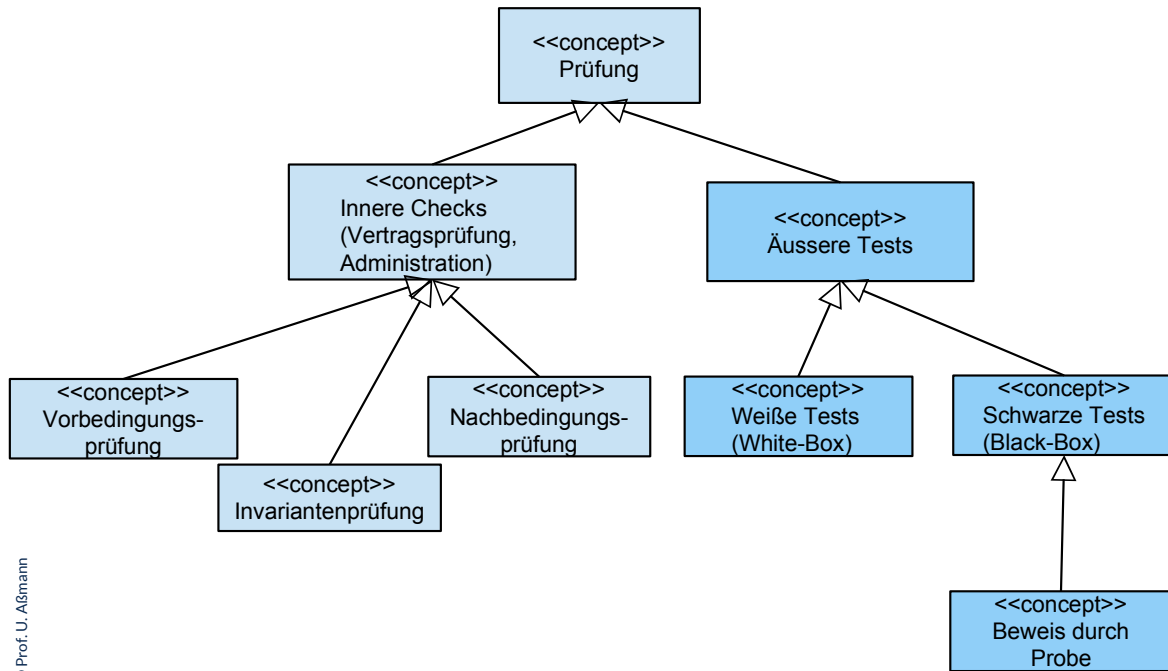 <<concept>>
Prüfung
<<concept>>
Innere Checks
(Vertragsprüfung,
Administration)
<<concept>>
Äussere Tests
<<concept>>
Vorbedingungs-
prüfung
<<concept>>
Invariantenprüfung
<<concept>>
Nachbedingungs-
prüfung
<<concept>>
Weiße Tests
(White-Box)
<<concept>>
Schwarze Tests
(Black-Box)
<<concept>>
Beweis durch
Probe
Prof. U. Aßmann